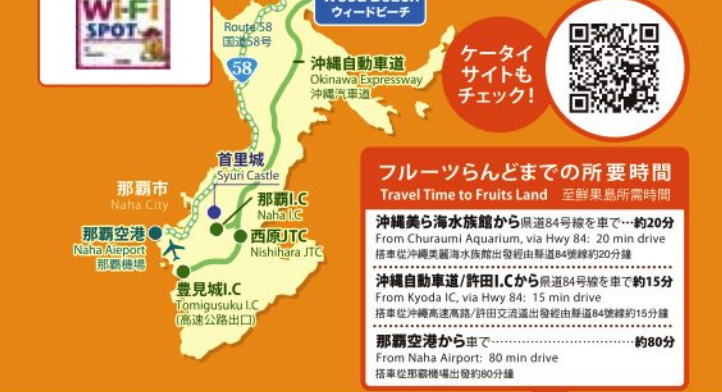 Wi-Fi
SPOT
ウィードビーチ
Route 58
国道58号
58
沖縄自動車道
Okinawa Expressway
沖縄汽車道
ケータイ
サイトも
チェック!
首里城
Syuri Castle
那覇市
Naha City
那覇I.C
Naha I.C
那覇空港
Naha Aieport
那覇機場
西原JTC
Nishihara JTC
豊見城I.C
Tomigusuku I.C
(高速公路出口)
フルーツらんどまでの所要時間
Travel Time to Fruits Land 至鮮果島所需時間
沖縄美ら海水族館から県道84号線を車で…約20分
From Churaumi Aquarium, via Hwy 84: 20 min drive
搭車從沖繩美麗海水族館出發經由縣道84號線約20分鐘
沖縄自動車道/許田I.Cから県道84号線を車で約15分
From Kyoda IC, via Hwy 84: 15 min drive
搭車從沖繩高速高路/許田交流道出發經由縣道84號線約15分鐘
那覇空港から車で……………………………約80分
From Naha Airport: 80 min drive
搭車從那覇機場出發約80分鐘